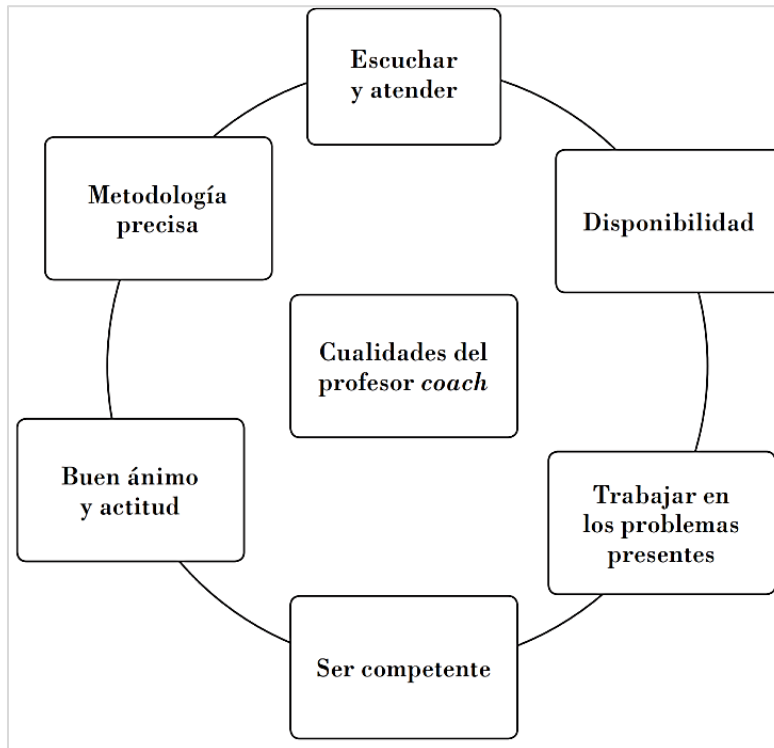 Escuchar
y atender
Metodología
precisa
Disponibilidad
Cualidades del
profesor coach
Buen ánimo
y actitud
Trabajar en
los problemas
presentes
Ser competente